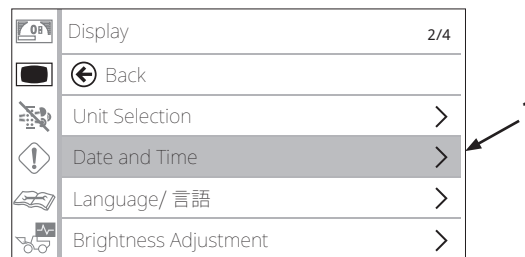 Display 2/4
Back
Unit Selection
Date and Time
Language/ 言語
Brightness Adjustment